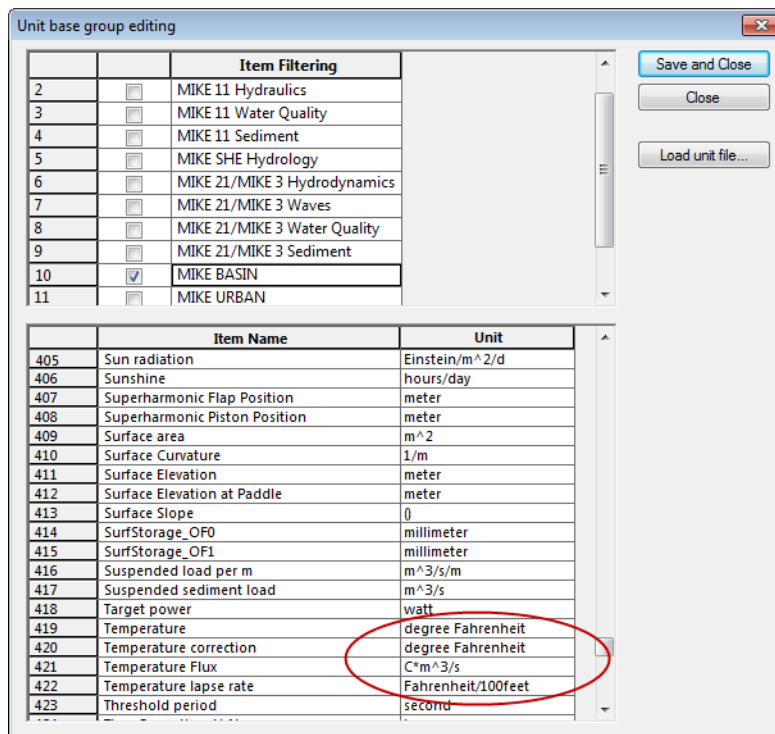 Unit base group editing
Item Filtering
2 MIKE 11 Hydraulics
3 MIKE 11 Water Quality
4 MIKE 11 Sediment
5 MIKE SHE Hydrology
6 MIKE 21/MIKE 3 Hydrodynamics
7 MIKE 21/MIKE 3 Waves
8 MIKE 21/MIKE 3 Water Quality
9 MIKE 21/MIKE 3 Sediment
10 MIKE BASIN
11 MIKE URBAN
Save and Close
Close
Load unit file...
Item Name Unit
405 Sun radiation Einstein/m^2/d
406 Sunshine hours/day
407 Superharmonic Flap Position meter
408 Superharmonic Piston Position meter
409 Surface area m^2
410 Surface Curvature 1/m
411 Surface Elevation meter
412 Surface Elevation at Paddle meter
413 Surface Slope ()
414 SurfStorage_OF0 millimeter
415 SurfStorage_OF1 millimeter
416 Suspended load per m m^3/s/m
417 Suspended sediment load m^3/s
418 Target power watt
419 Temperature degree Fahrenheit
420 Temperature correction degree Fahrenheit
421 Temperature Flux C*m^3/s
422 Temperature lapse rate Fahrenheit/100feet
423 Threshold period second